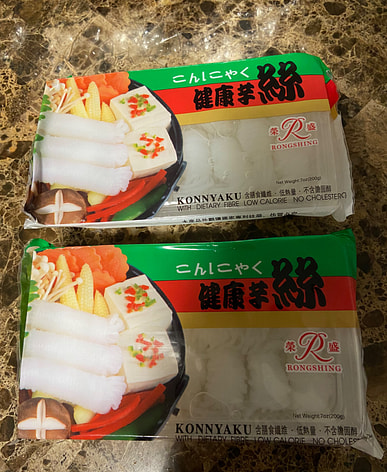 こんにゃく
健康芋絲
榮 R 盛
RONGSHING
Net Weight:7oz(200g)
KONNYAKU 含膳食纖維·低熱量·不含膽固醇
WITH DIETARY FIBRE LOW CALORIE NO CHOLESTERO
こんにゃく
健康芋絲
榮 R 盛
RONGSHING
Net Weight:7oz(200g)
KONNYAKU 含膳食纖維·低熱量·不含膽固醇
WITH DIETARY FIBRE LOW CALORIE NO CHOLESTERO